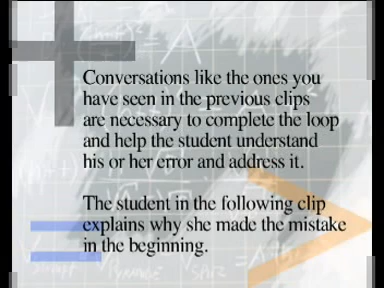 Conversations like the ones you
have seen in the previous clips
are necessary to complete the loop
and help the student understand
his or her error and address it.
The student in the following clip
explains why she made the mistake
in the beginning.